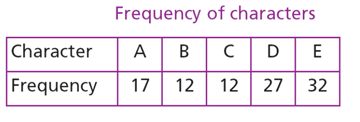 Frequency of characters
Character A B C D E
Frequency 17 12 12 27 32